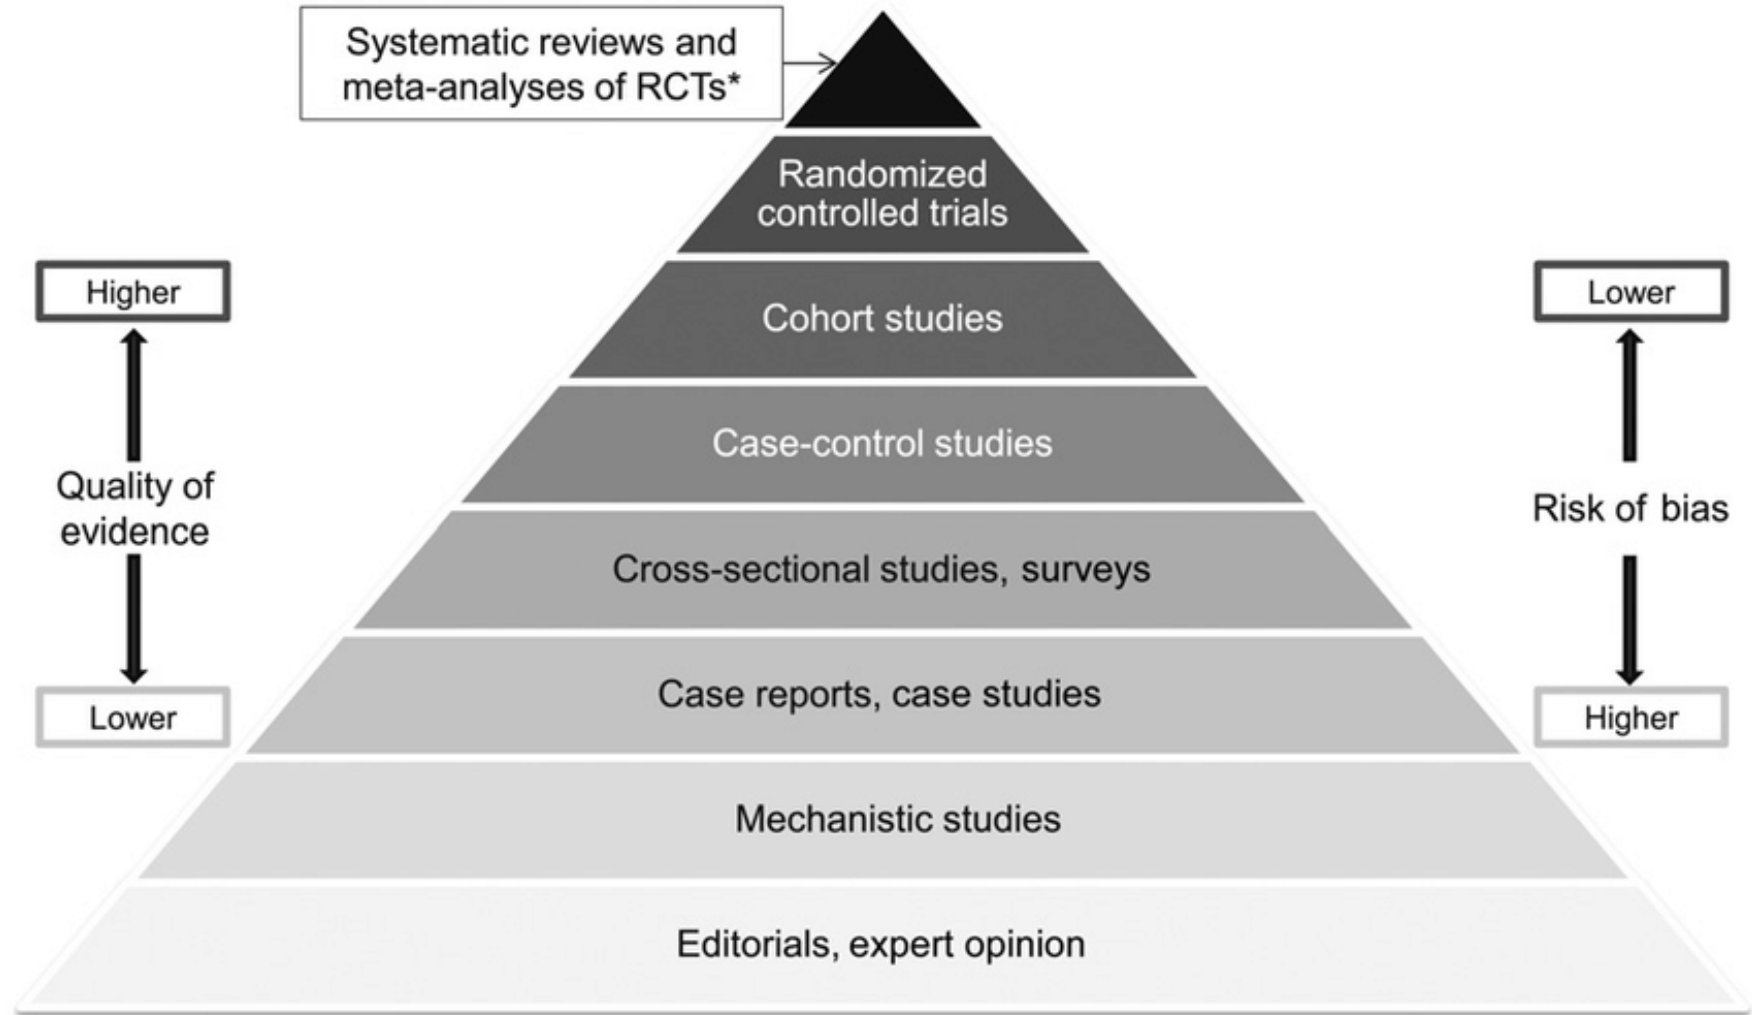 Systematic reviews and
meta-analyses of RCTs*
Randomized
controlled trials
Higher
Lower
Cohort studies
Case-control studies
Quality of
evidence
Risk of bias
Cross-sectional studies, surveys
Case reports, case studies
Lower
Higher
Mechanistic studies
Editorials, expert opinion